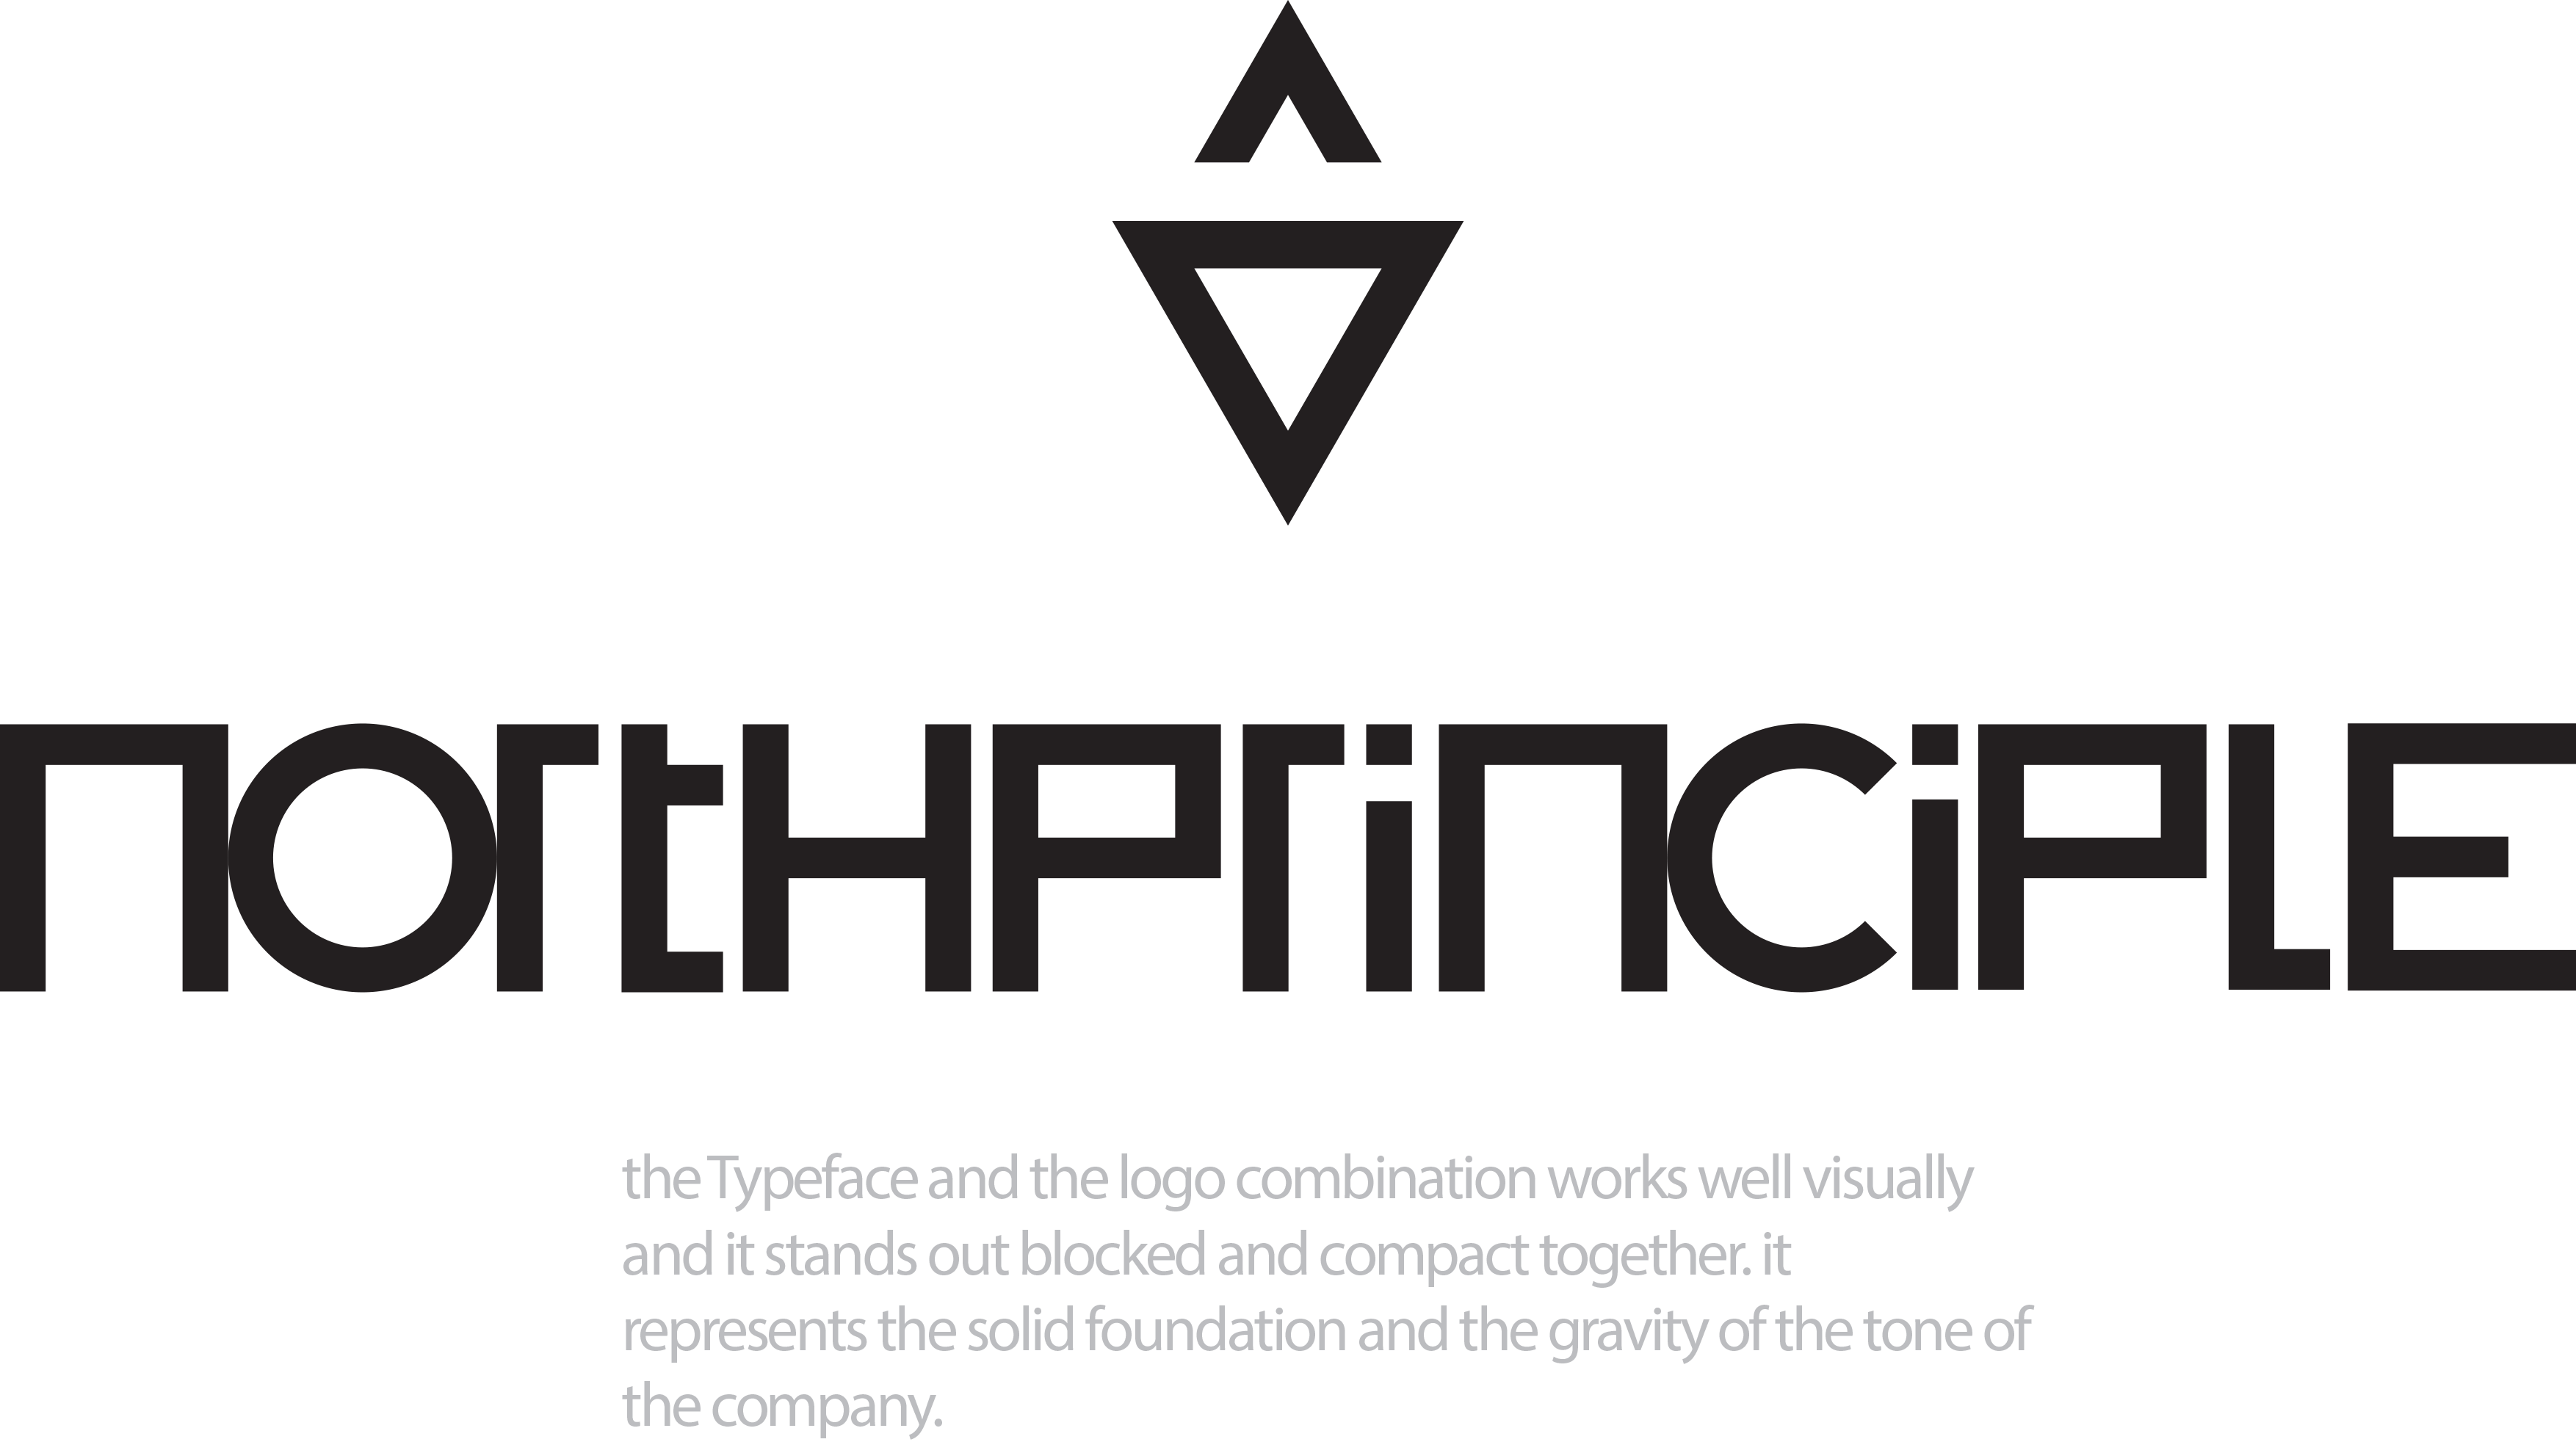 northprinciple
the Typeface and the logo combination works well visually
and it stands out blocked and compact together. it
represents the solid foundation and the gravity of the tone of
the company.